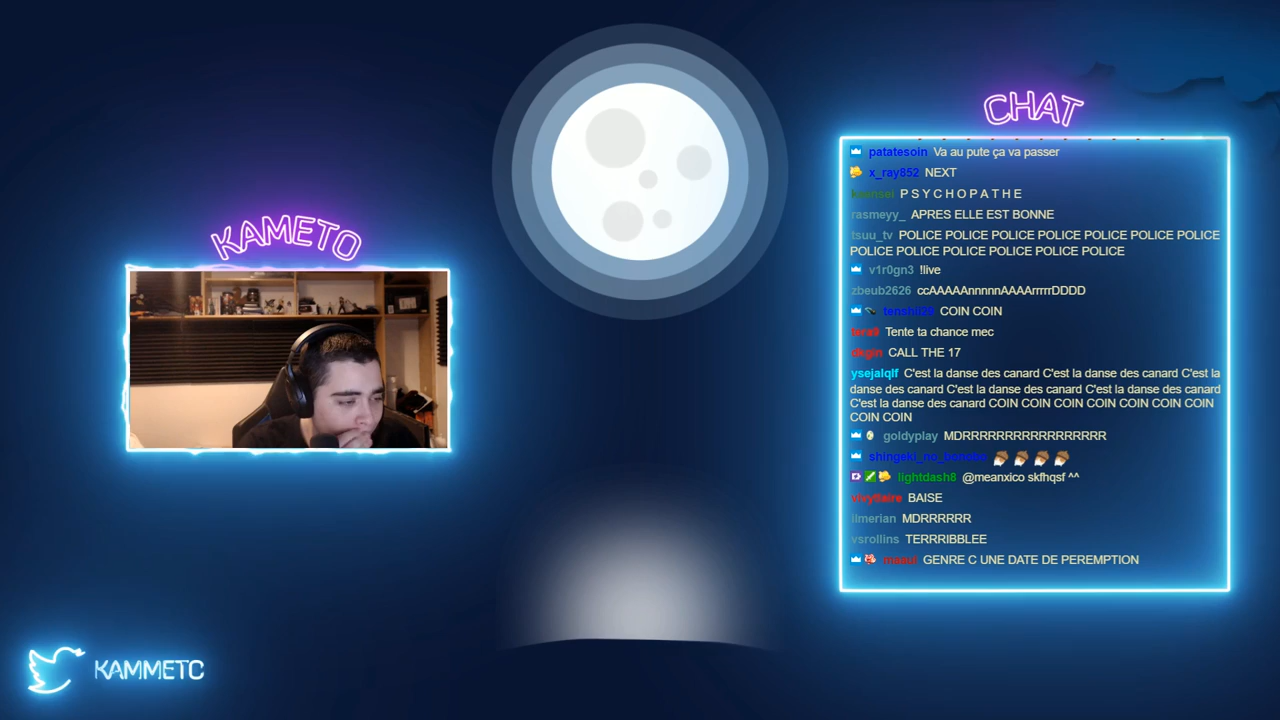 CHAT
patatesoin Va au pute ça va passer
x_ray852 NEXT
P S Y C H O P A T H E
rasmeyy_ APRES ELLE EST BONNE
tsuu_tv POLICE POLICE POLICE POLICE POLICE POLICE POLICE
POLICE POLICE POLICE POLICE POLICE POLICE
v1r0gn3 !live
zbeub2626 ccAAAAAnnnnnAAAArrrrrDDDD
COIN COIN
Tente ta chance mec
CALL THE 17
ysejalqlf C'est la danse des canard C'est la danse des canard C'est la
danse des canard C'est la danse des canard C'est la danse des canard
C'est la danse des canard COIN COIN COIN COIN COIN COIN COIN
COIN COIN
goldyplay MDRRRRRRRRRRRRRRRRR
lightdash8 @meanxico skfhqsf ^^
BAISE
MDRRRRRR
vsrollins TERRRIBBLEE
GENRE C UNE DATE DE PEREMPTION
KAMETO
KAMMETC